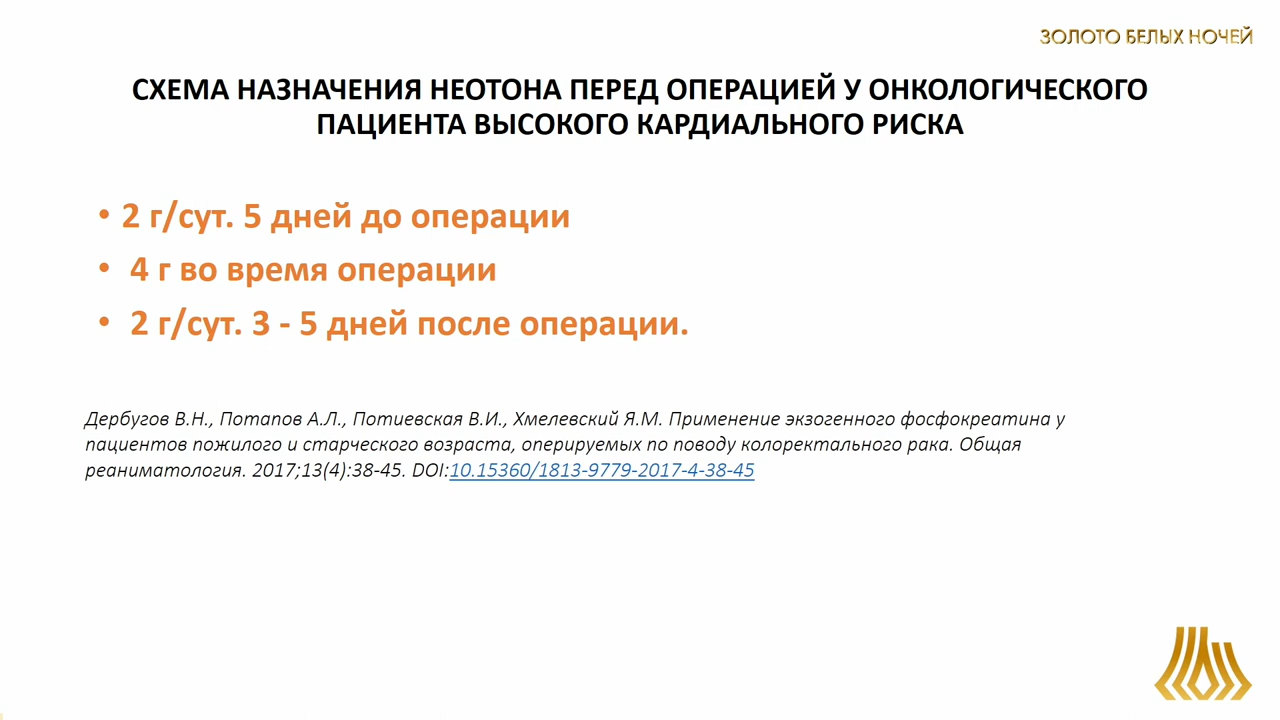 ЗОЛОТО БЕЛЫХ НОЧЕЙ
СХЕМА НАЗНАЧЕНИЯ НЕОТОНА ПЕРЕД ОПЕРАЦИЕЙ У ОНКОЛОГИЧЕСКОГО
ПАЦИЕНТА ВЫСОКОГО КАРДИАЛЬНОГО РИСКА
• 2 г/сут. 5 дней до операции
• 4 г во время операции
• 2 г/сут. 3 - 5 дней после операции.
Дербугов В.Н., Потапов А.Л., Потиевская В.И., Хмелевский Я.М. Применение экзогенного фосфокреатина у
пациентов пожилого и старческого возраста, оперируемых по поводу колоректального рака. Общая
реаниматология. 2017;13(4):38-45. DOI:10.15360/1813-9779-2017-4-38-45